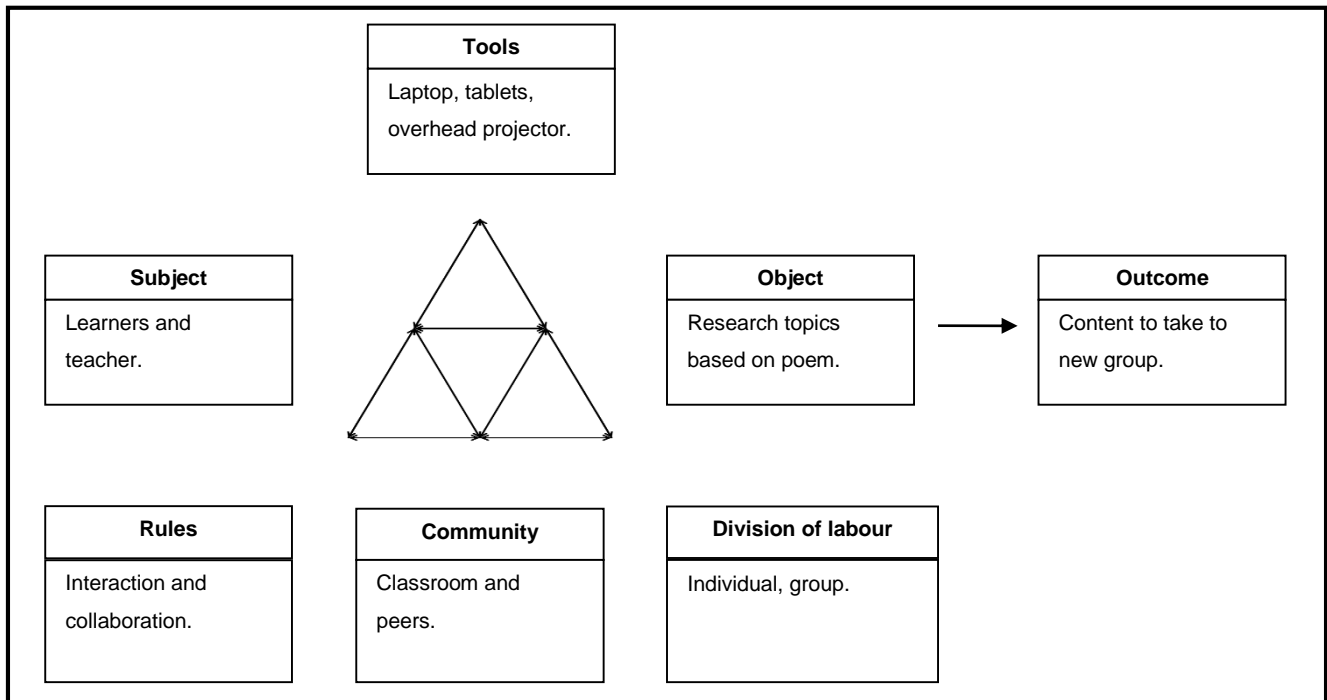 Tools
Laptop, tablets,
overhead projector.
Subject
Learners and
teacher.
Object
Research topics
based on poem.
Outcome
Content to take to
new group.
Rules
Interaction and
collaboration.
Community
Classroom and
peers.
Division of labour
Individual, group.